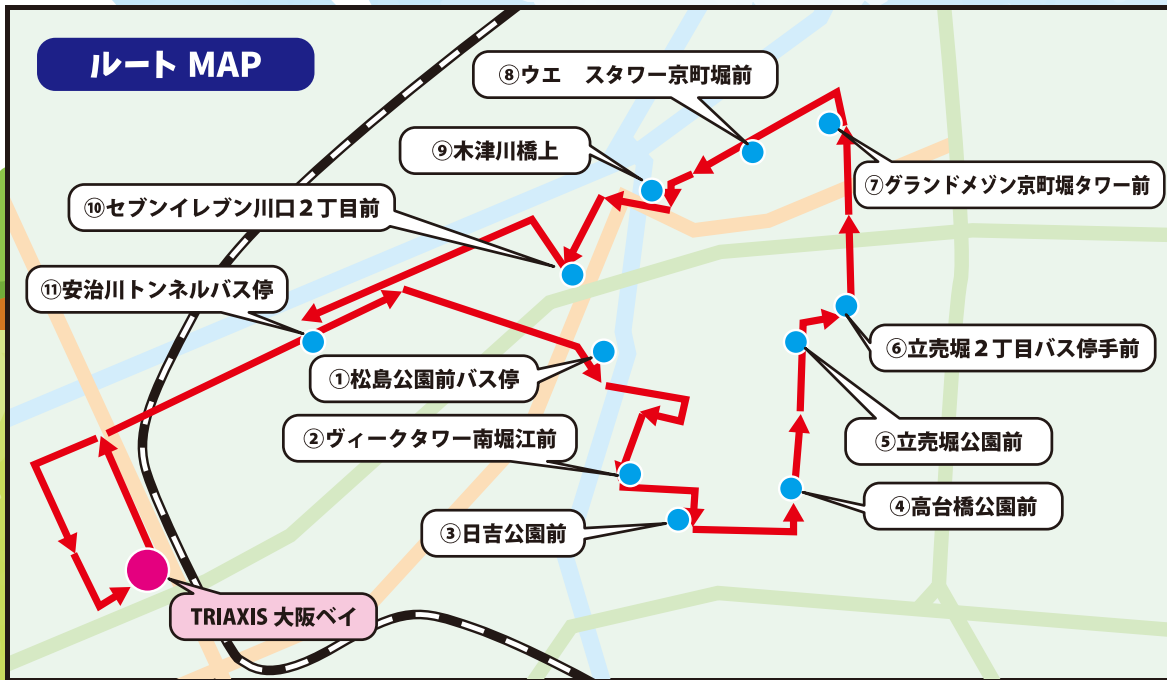 ルート MAP
⑧ウエ　スタワー京町堀前
⑨木津川橋上
⑦グランドメゾン京町堀タワー前
⑩セブンイレブン川口２丁目前
⑪安治川トンネルバス停
⑥立売堀２丁目バス停手前
①松島公園前バス停
②ヴィークタワー南堀江前
⑤立売堀公園前
④高台橋公園前
③日吉公園前
TRIAXIS 大阪ベイ